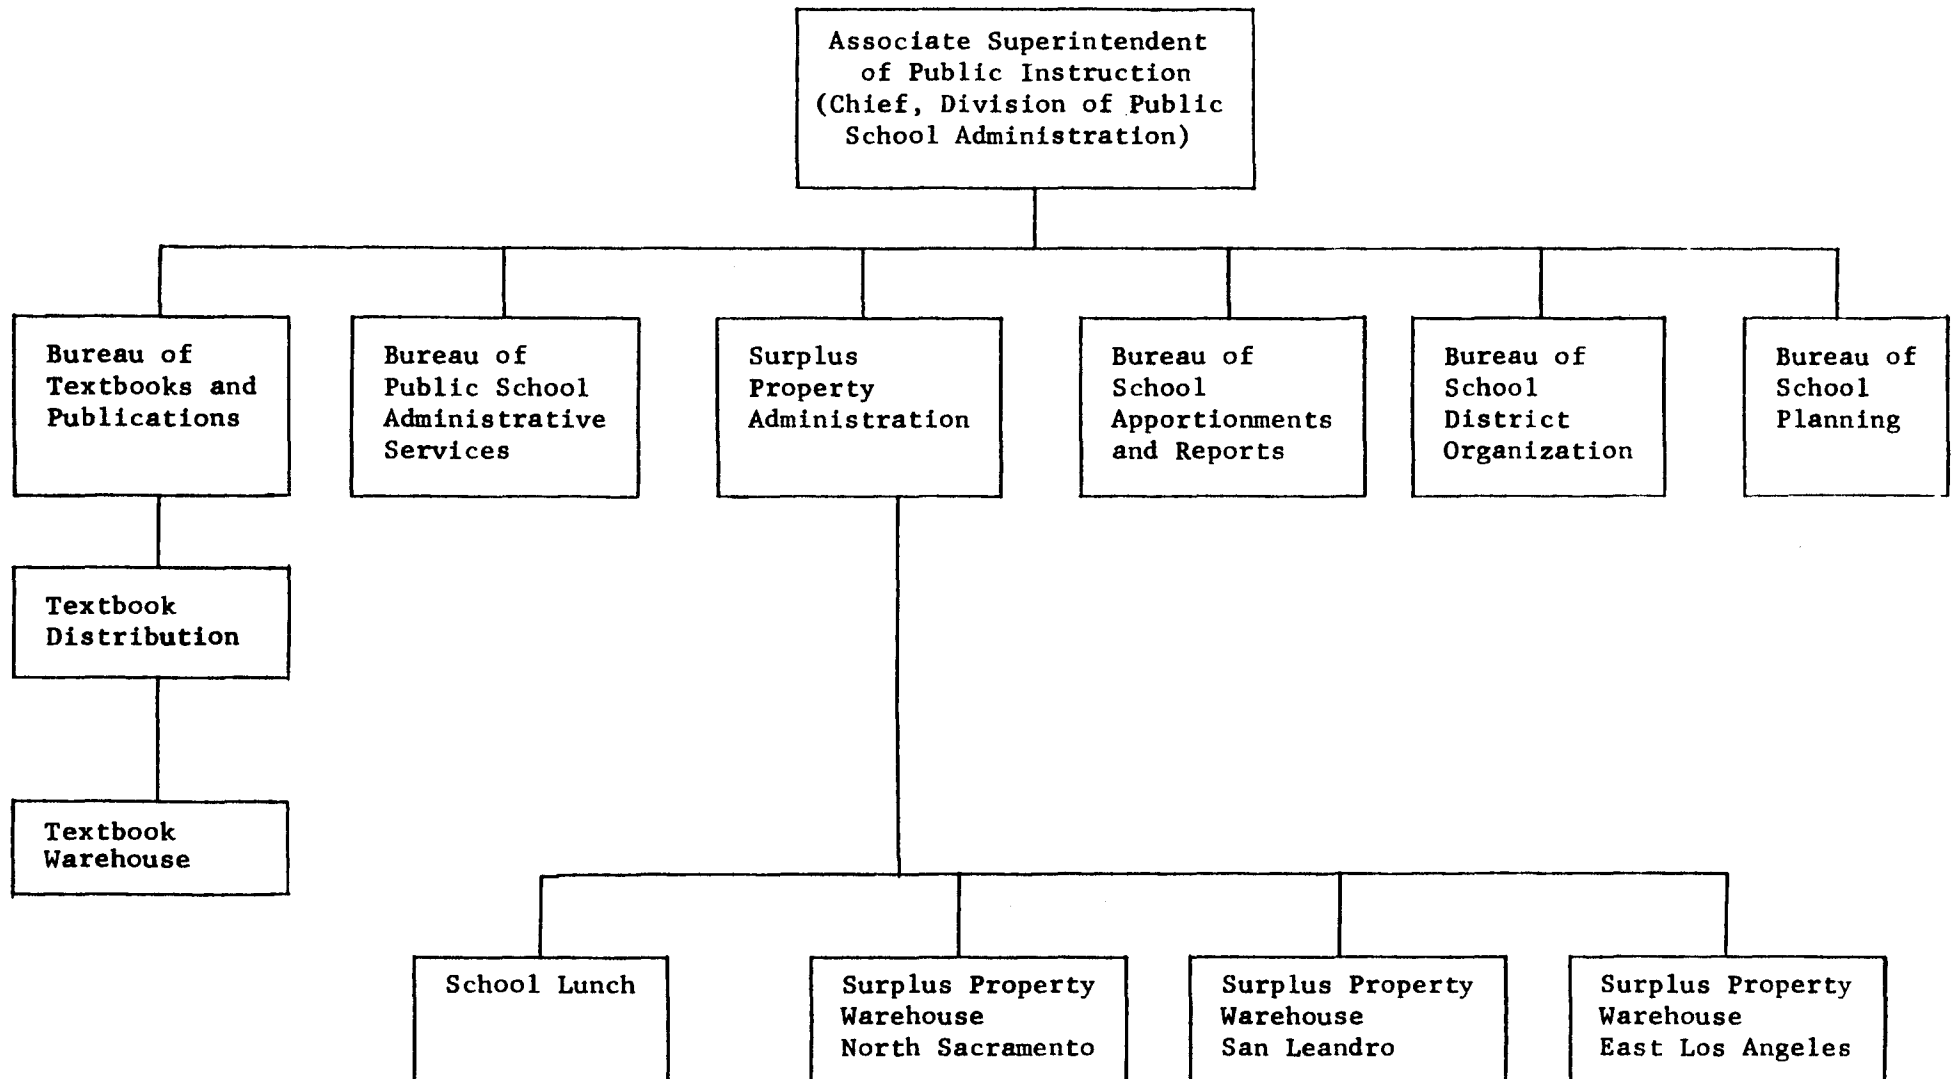 Associate Superintendent
of Public Instruction
(Chief, Division of Public
School Administration)
Bureau of
Textbooks and
Publications
Bureau of
Public School
Administrative
Services
Surplus
Property
Administration
Bureau of
School
Apportionments
and Reports
Bureau of
School
District
Organization
Bureau of
School
Planning
Textbook
Distribution
Textbook
Warehouse
School Lunch
Surplus Property
Warehouse
North Sacramento
Surplus Property
Warehouse
San Leandro
Surplus Property
Warehouse
East Los Angeles